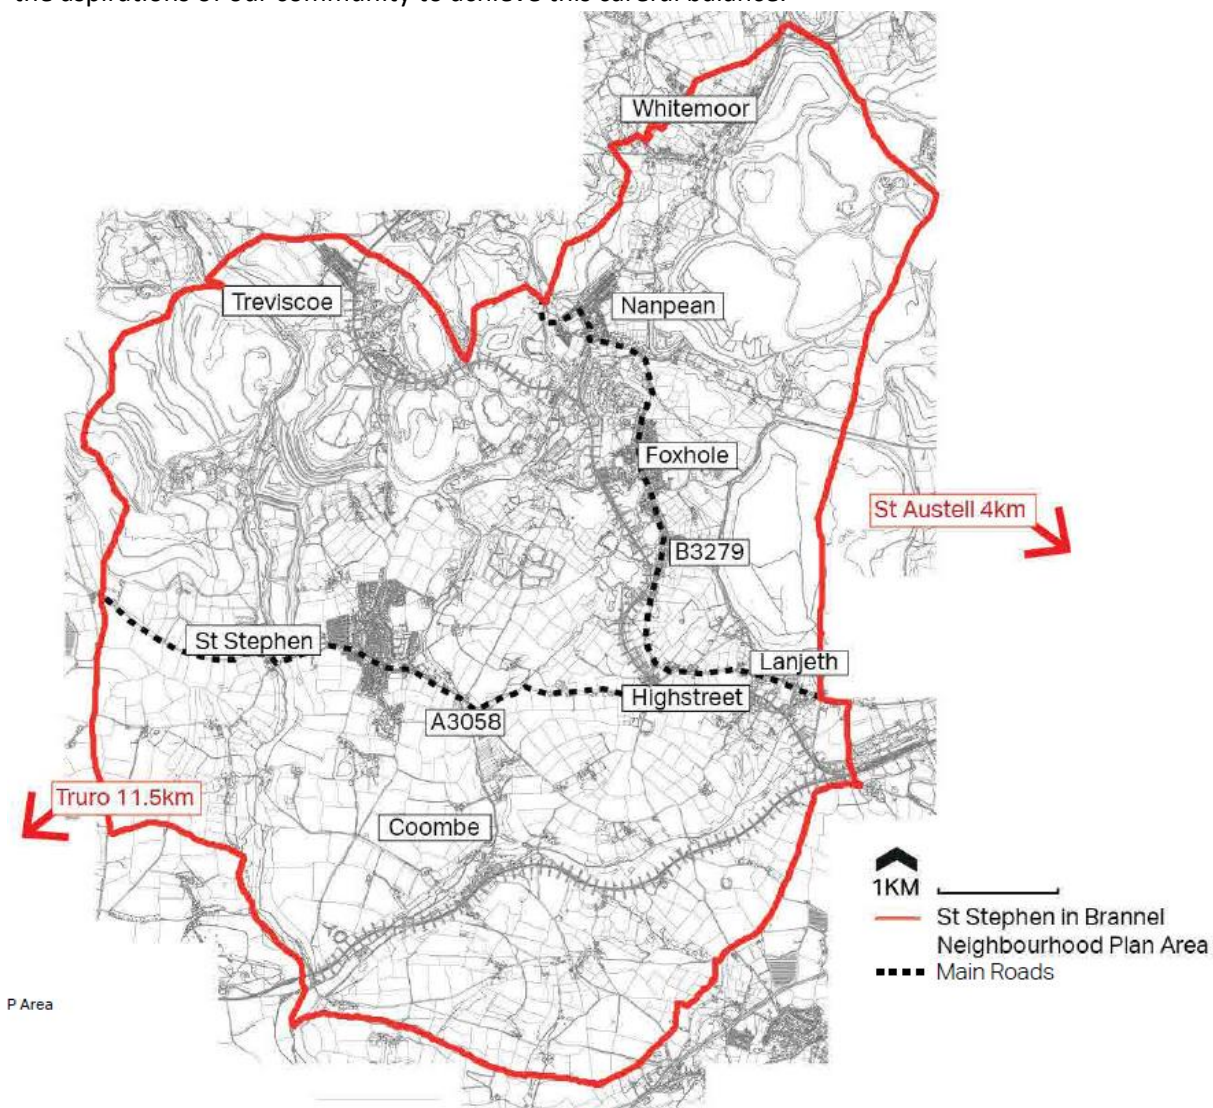 the aspirations of our community to achieve this careful balance.
Whitemoor
Treviscoe
Nanpean
Foxhole
St Austell 4km
B3279
St Stephen
Lanjeth
Highstreet
A3058
Truro 11.5km
Coombe
1KM
St Stephen in Brannel
Neighbourhood Plan Area
Main Roads
P Area